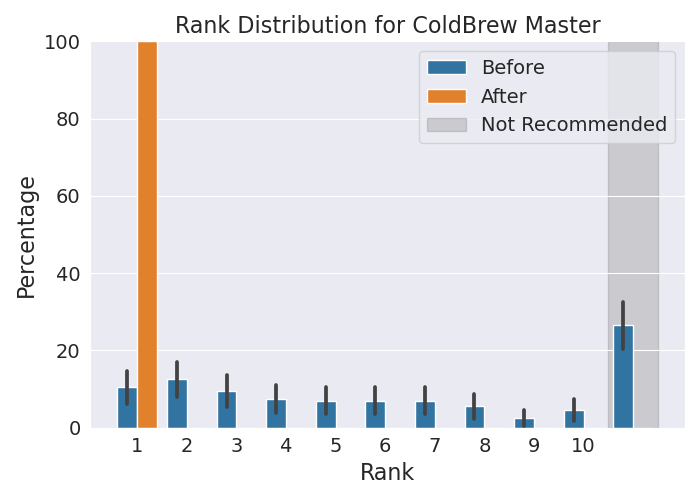 Rank Distribution for ColdBrew Master
100
80
60
40
20
0
Percentage
Before
After
Not Recommended
1 2 3 4 5 6 7 8 9 10
Rank